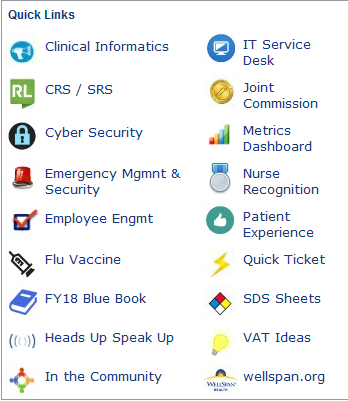 Quick Links
Clinical Informatics
IT Service
Desk
RL
CRS / SRS
Joint
Commission
Cyber Security
Metrics
Dashboard
Emergency Mgmnt &
Security
Nurse
Recognition
Employee Engmt
Patient
Experience
Flu Vaccine
Quick Ticket
FY18 Blue Book
SDS Sheets
Heads Up Speak Up
VAT Ideas
In the Community
WELLSPAN
HEALTH
wellspan.org